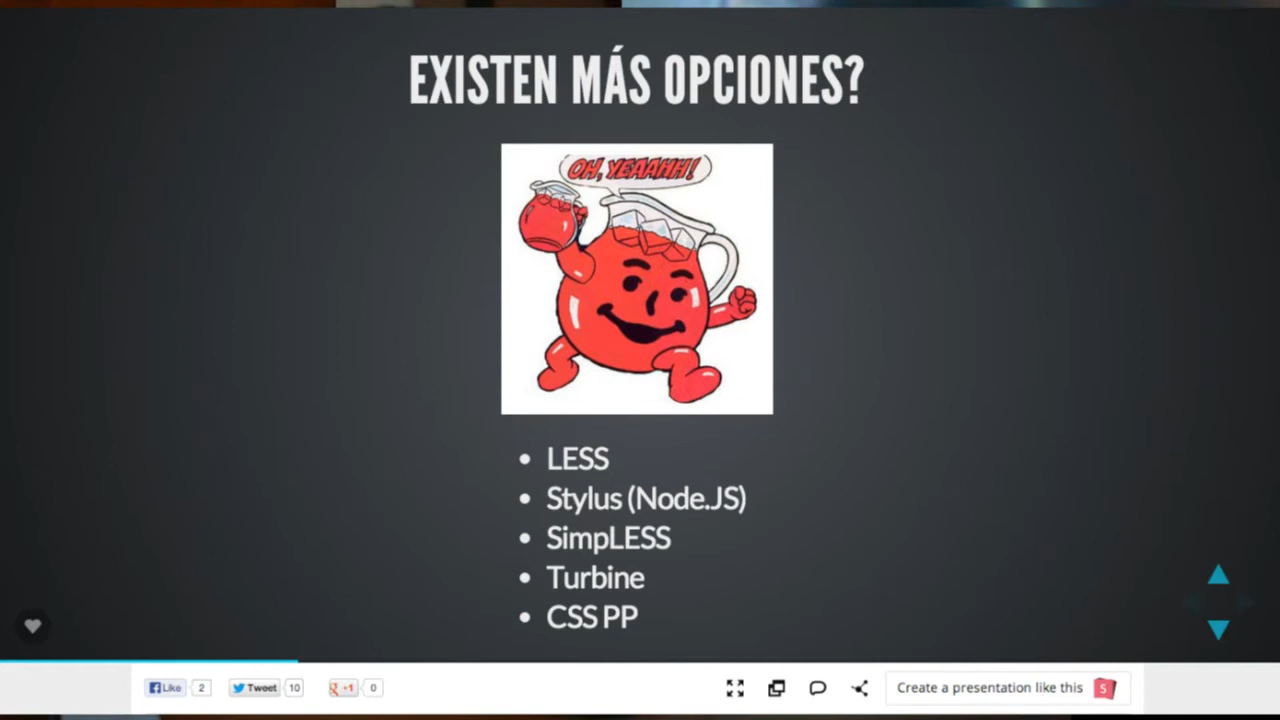 EXISTEN MÁS OPCIONES?
OH, YEAAHH!
• LESS
• Stylus (Node.JS)
• SimpLESS
• Turbine
• CSS PP
Like 2 Tweet 10 +1 0 Create a presentation like this S